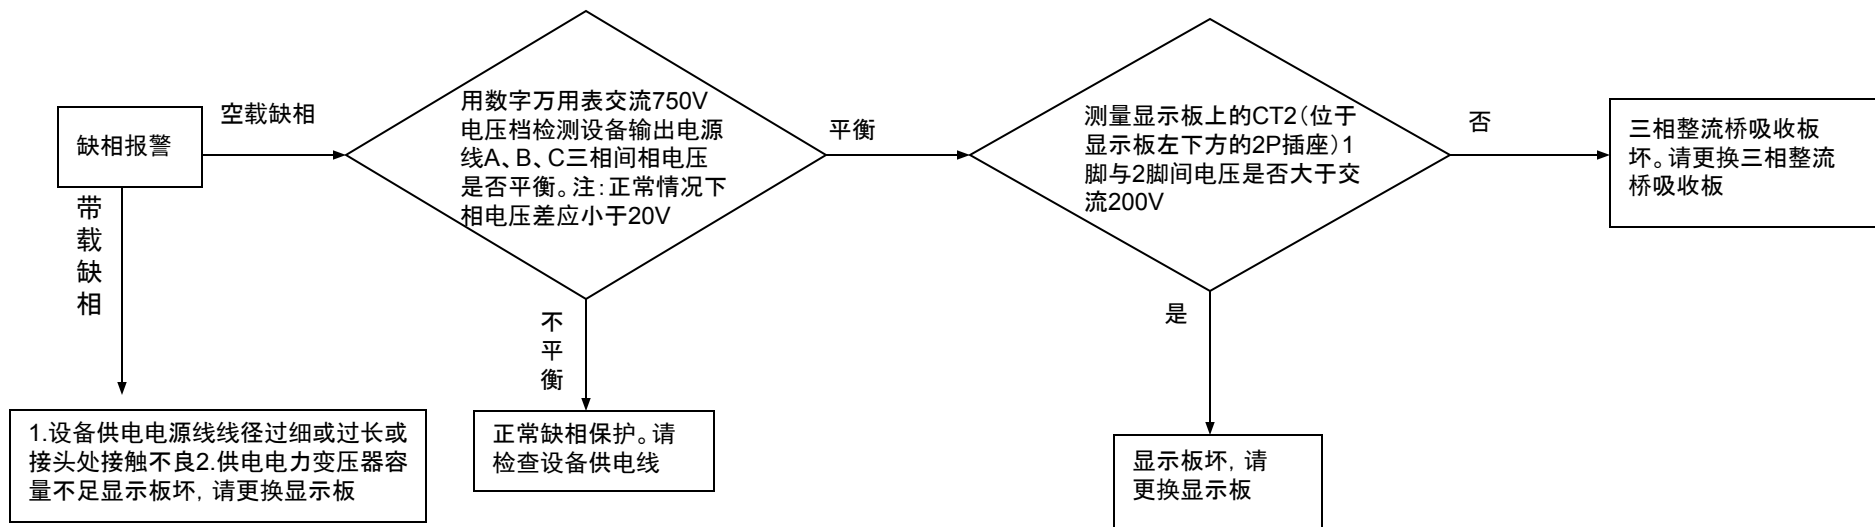 缺相报警
空载缺相
用数字万用表交流750V
电压档检测设备输出电源
线A、B、C三相间相电压
是否平衡。注：正常情况下
相电压差应小于20V
平衡
测量显示板上的CT2（位于
显示板左下方的2P插座）1
脚与2脚间电压是否大于交
流200V
否
三相整流桥吸收板
坏。请更换三相整流
桥吸收板
带
载
缺
相
不
平
衡
是
1.设备供电电源线线径过细或过长或
接头处接触不良2.供电电力变压器容
量不足显示板坏，请更换显示板
正常缺相保护。请
检查设备供电线
显示板坏，请
更换显示板